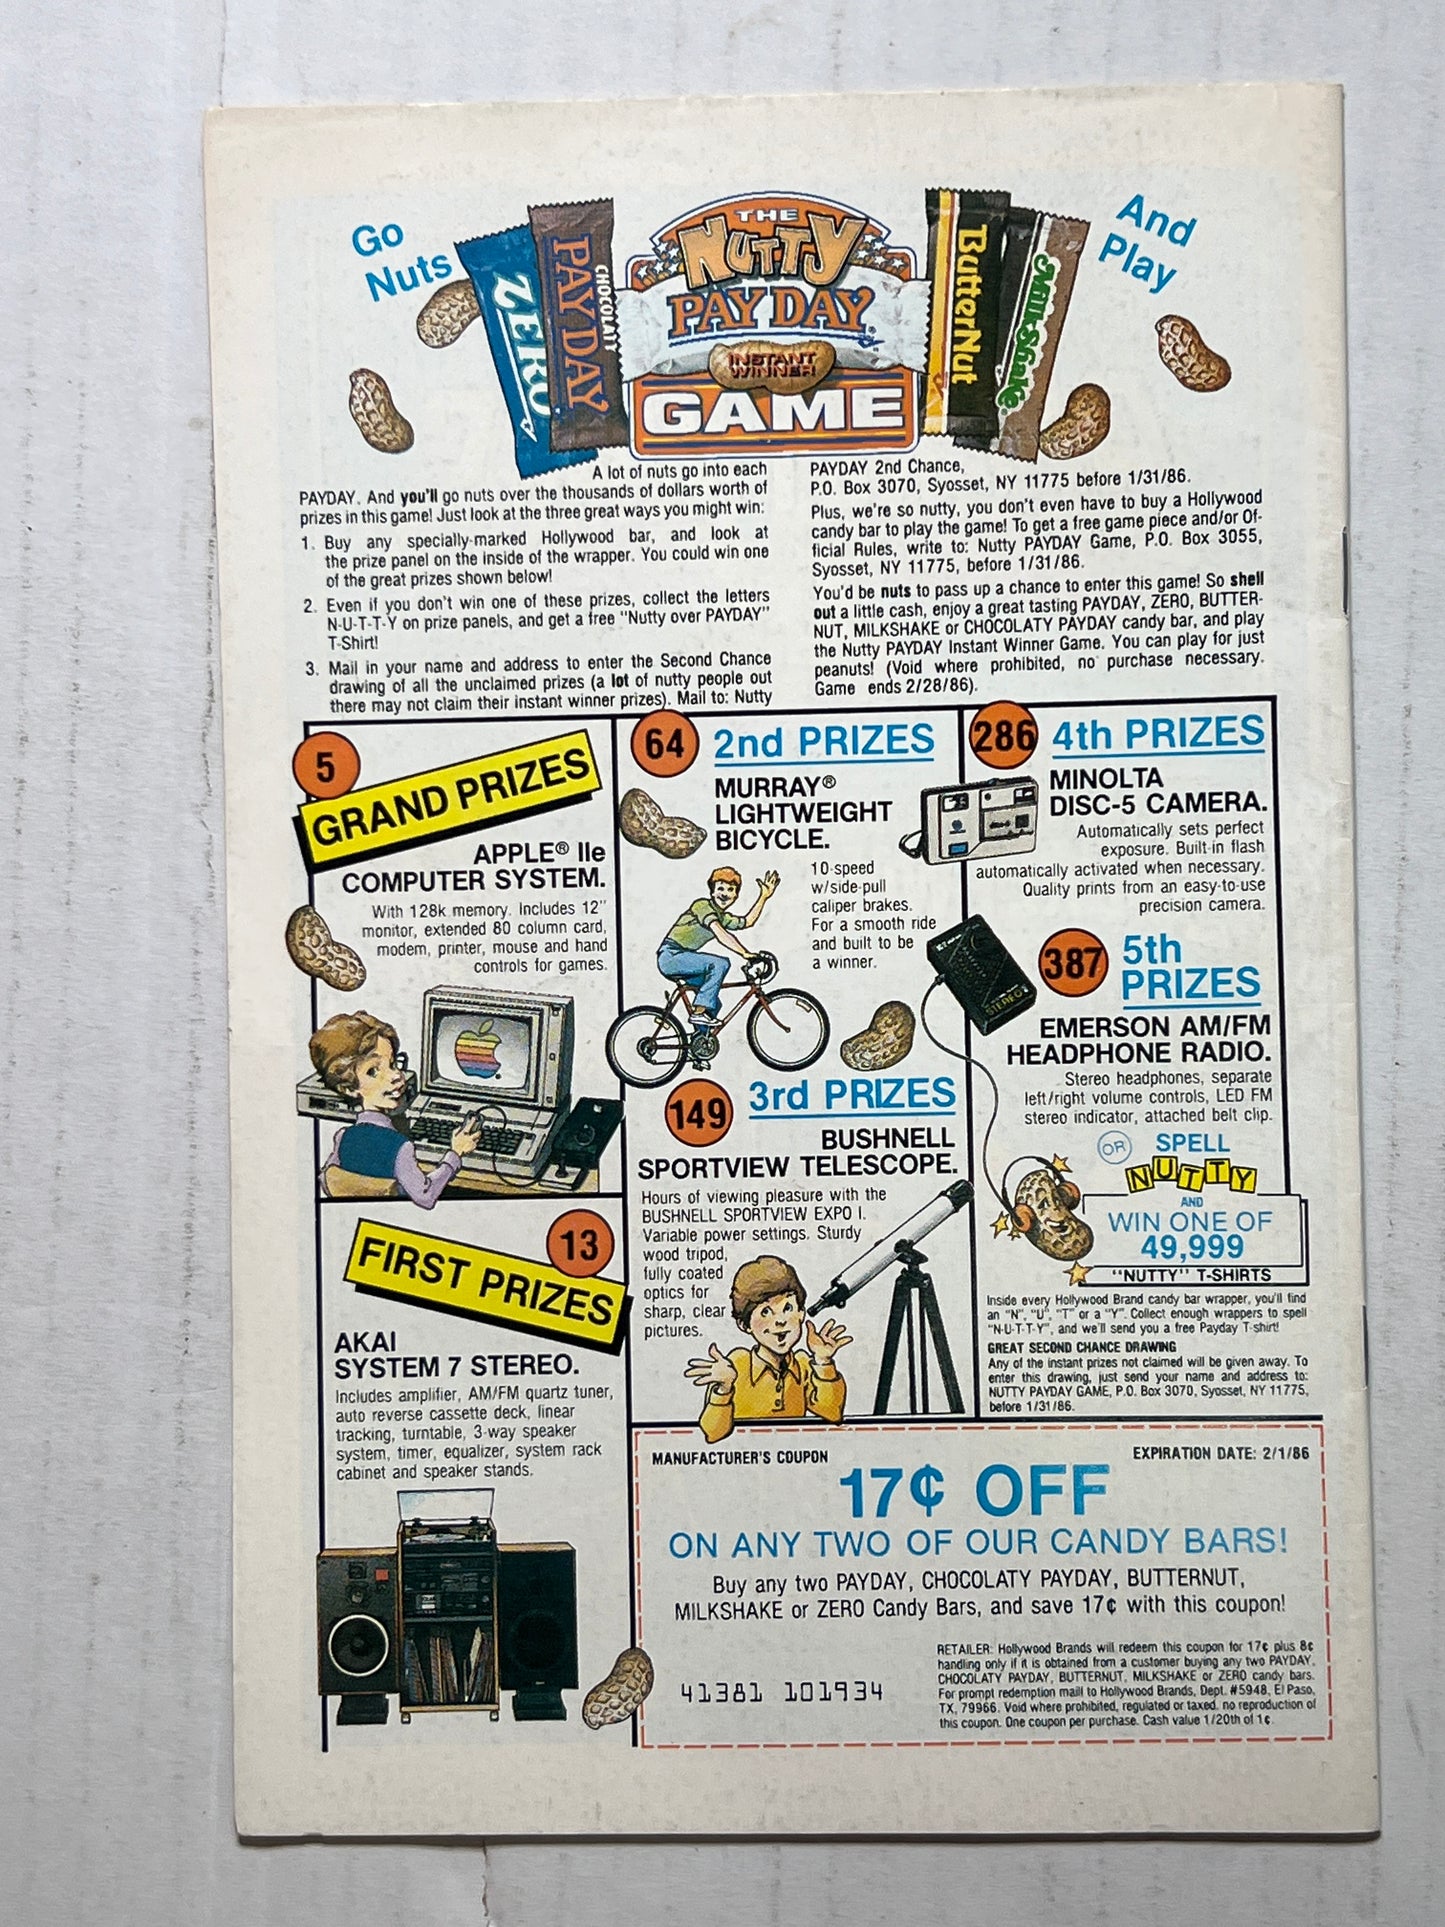 Go
Nuts
ZERO
PAYDAY
CHOCOLATY
THE
NUTTY
PAY DAY®
INSTANT
WINNER
GAME
ButterNut
MilkShake®
And
Play
A lot of nuts go into each
PAYDAY. And you'll go nuts over the thousands of dollars worth of
prizes in this game! Just look at the three great ways you might win:
1. Buy any specially-marked Hollywood bar, and look at
the prize panel on the inside of the wrapper. You could win one
of the great prizes shown below!
2. Even if you don't win one of these prizes, collect the letters
N-U-T-T-Y on prize panels, and get a free "Nutty over PAYDAY"
T-Shirt!
3. Mail in your name and address to enter the Second Chance
drawing of all the unclaimed prizes (a lot of nutty people out
there may not claim their instant winner prizes). Mail to: Nutty
PAYDAY 2nd Chance,
P.O. Box 3070, Syosset, NY 11775 before 1/31/86.
Plus, we're so nutty, you don't even have to buy a Hollywood
candy bar to play the game! To get a free game piece and/or Of-
ficial Rules, write to: Nutty PAYDAY Game, P.O. Box 3055,
Syosset, NY 11775, before 1/31/86.
You'd be nuts to pass up a chance to enter this game! So shell
out a little cash, enjoy a great tasting PAYDAY, ZERO, BUTTER-
NUT, MILKSHAKE or CHOCOLATY PAYDAY candy bar, and play
the Nutty PAYDAY Instant Winner Game. You can play for just
peanuts! (Void where prohibited, no purchase necessary.
Game ends 2/28/86).
5
GRAND PRIZES
APPLE® IIe
COMPUTER SYSTEM.
With 128k memory. Includes 12"
monitor, extended 80 column card,
modem, printer, mouse and hand
controls for games.
13
FIRST PRIZES
AKAI
SYSTEM 7 STEREO.
Includes amplifier, AM/FM quartz tuner,
auto reverse cassette deck, linear
tracking, turntable, 3-way speaker
system, timer, equalizer, system rack
cabinet and speaker stands.
64
2nd PRIZES
MURRAY®
LIGHTWEIGHT
BICYCLE.
10-speed
w/side-pull
caliper brakes.
For a smooth ride
and built to be
a winner.
149
3rd PRIZES
BUSHNELL
SPORTVIEW TELESCOPE.
Hours of viewing pleasure with the
BUSHNELL SPORTVIEW EXPO I.
Variable power settings. Sturdy
wood tripod,
fully coated
optics for
sharp, clear
pictures.
286
4th PRIZES
MINOLTA
DISC-5 CAMERA.
Automatically sets perfect
exposure. Built-in flash
automatically activated when necessary.
Quality prints from an easy-to-use
precision camera.
387
5th
PRIZES
STEREO
EMERSON AM/FM
HEADPHONE RADIO.
Stereo headphones, separate
left/right volume controls, LED FM
stereo indicator, attached belt clip.
OR
SPELL
NUTTY
AND
WIN ONE OF
49,999
"NUTTY" T-SHIRTS
Inside every Hollywood Brand candy bar wrapper, you'll find
an "N", "U", "T" or a "Y". Collect enough wrappers to spell
"N-U-T-T-Y", and we'll send you a free Payday T-shirt!
GREAT SECOND CHANCE DRAWING
Any of the instant prizes not claimed will be given away. To
enter this drawing, just send your name and address to:
NUTTY PAYDAY GAME, P.O. Box 3070, Syosset, NY 11775,
before 1/31/86.
MANUFACTURER'S COUPON
EXPIRATION DATE: 2/1/86
17¢ OFF
ON ANY TWO OF OUR CANDY BARS!
Buy any two PAYDAY, CHOCOLATY PAYDAY, BUTTERNUT,
MILKSHAKE or ZERO Candy Bars, and save 17¢ with this coupon!
41381 101934
RETAILER: Hollywood Brands will redeem this coupon for 17¢ plus 8¢
handling only if it is obtained from a customer buying any two PAYDAY,
CHOCOLATY PAYDAY, BUTTERNUT, MILKSHAKE or ZERO candy bars.
For prompt redemption mail to Hollywood Brands, Dept. #5948, El Paso,
TX, 79966. Void where prohibited, regulated or taxed. no reproduction of
this coupon. One coupon per purchase. Cash value 1/20th of 1¢.